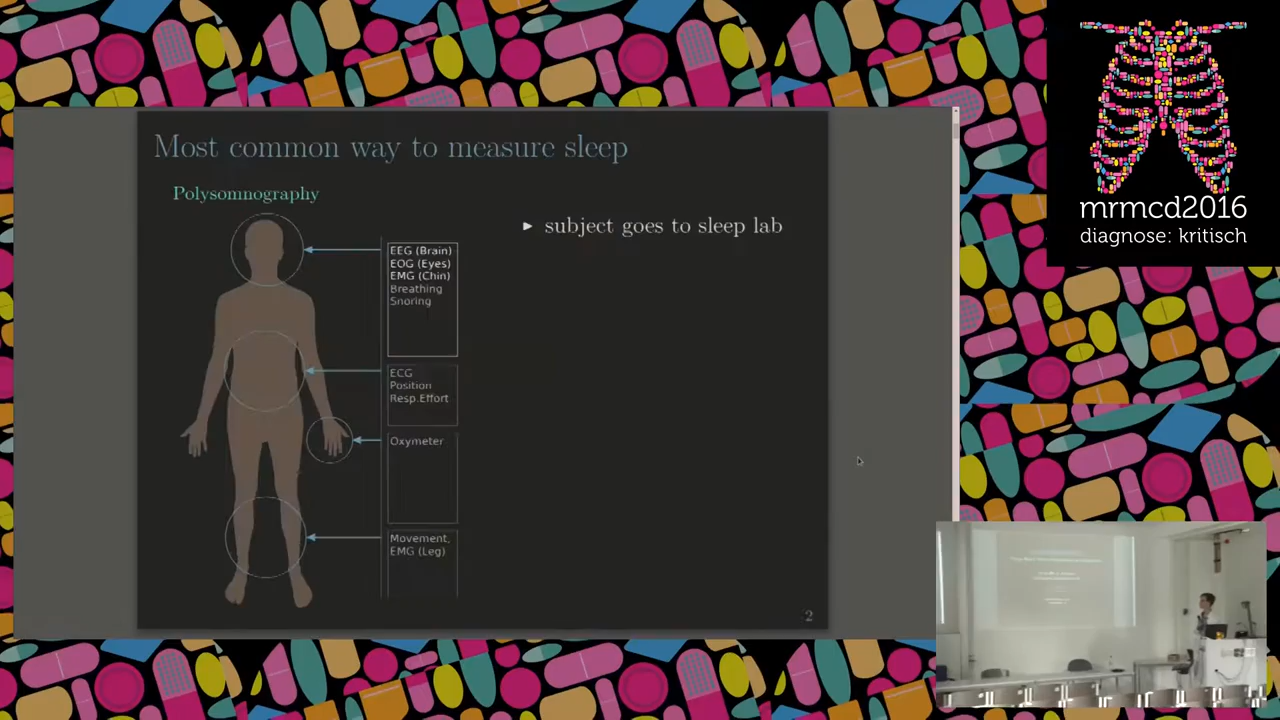 Most common way to measure sleep
Polysomnography
▶ subject goes to sleep lab
EEG (Brain)
EOG (Eyes)
EMG (Chin)
Breathing
Snoring
ECG
Position
Resp.Effort
Oxymeter
Movement,
EMG (Leg)
2
mrmcd2016
diagnose: kritisch